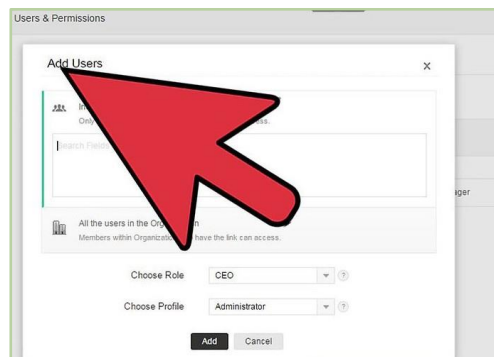 Users & Permissions
Add Users
x
Only
ss.
Search Fields
ager
All the users in the Org n
Members within Organizatio have the link can access.
Choose Role
CEO
?
Choose Profile
Administrator
?
Add
Cancel